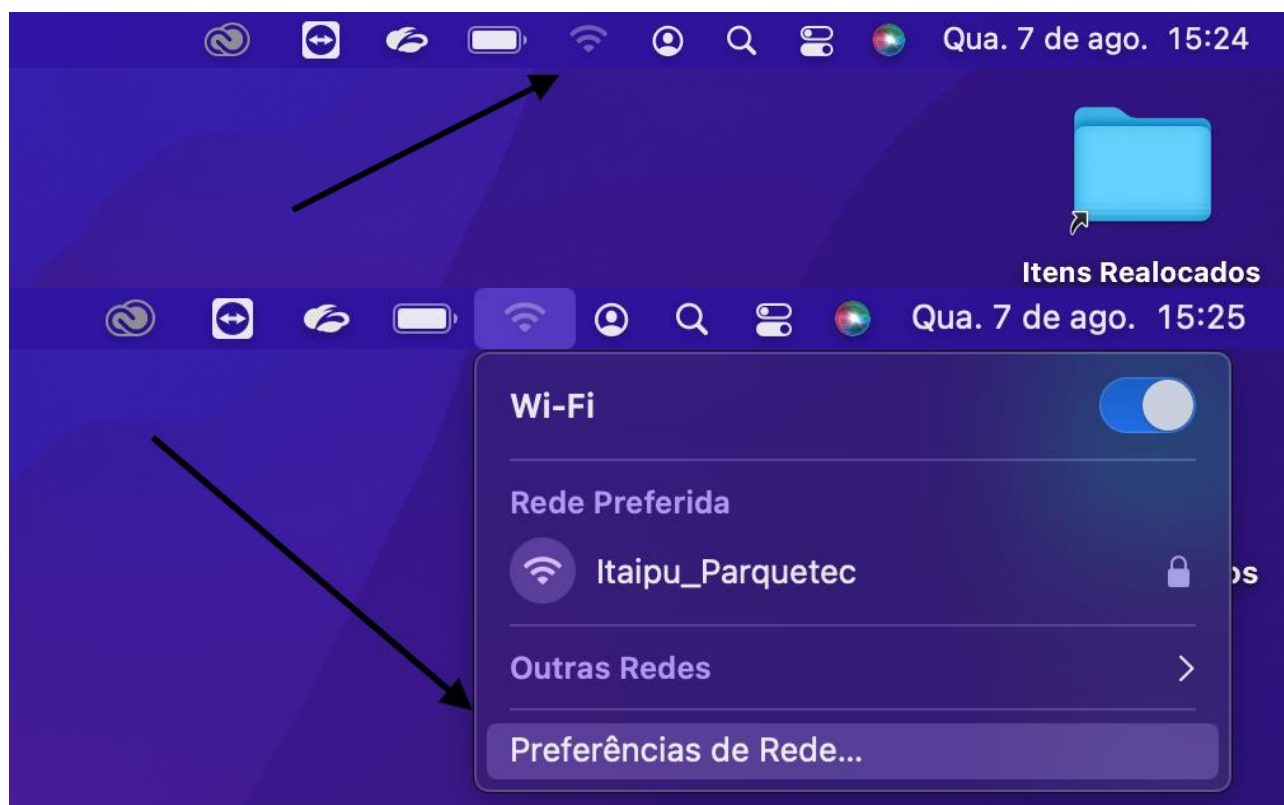 Qua. 7 de ago. 15:24
Itens Realocados
Qua. 7 de ago. 15:25
Wi-Fi
Rede Preferida
Itaipu_Parquetec
os
Outras Redes
Preferências de Rede...